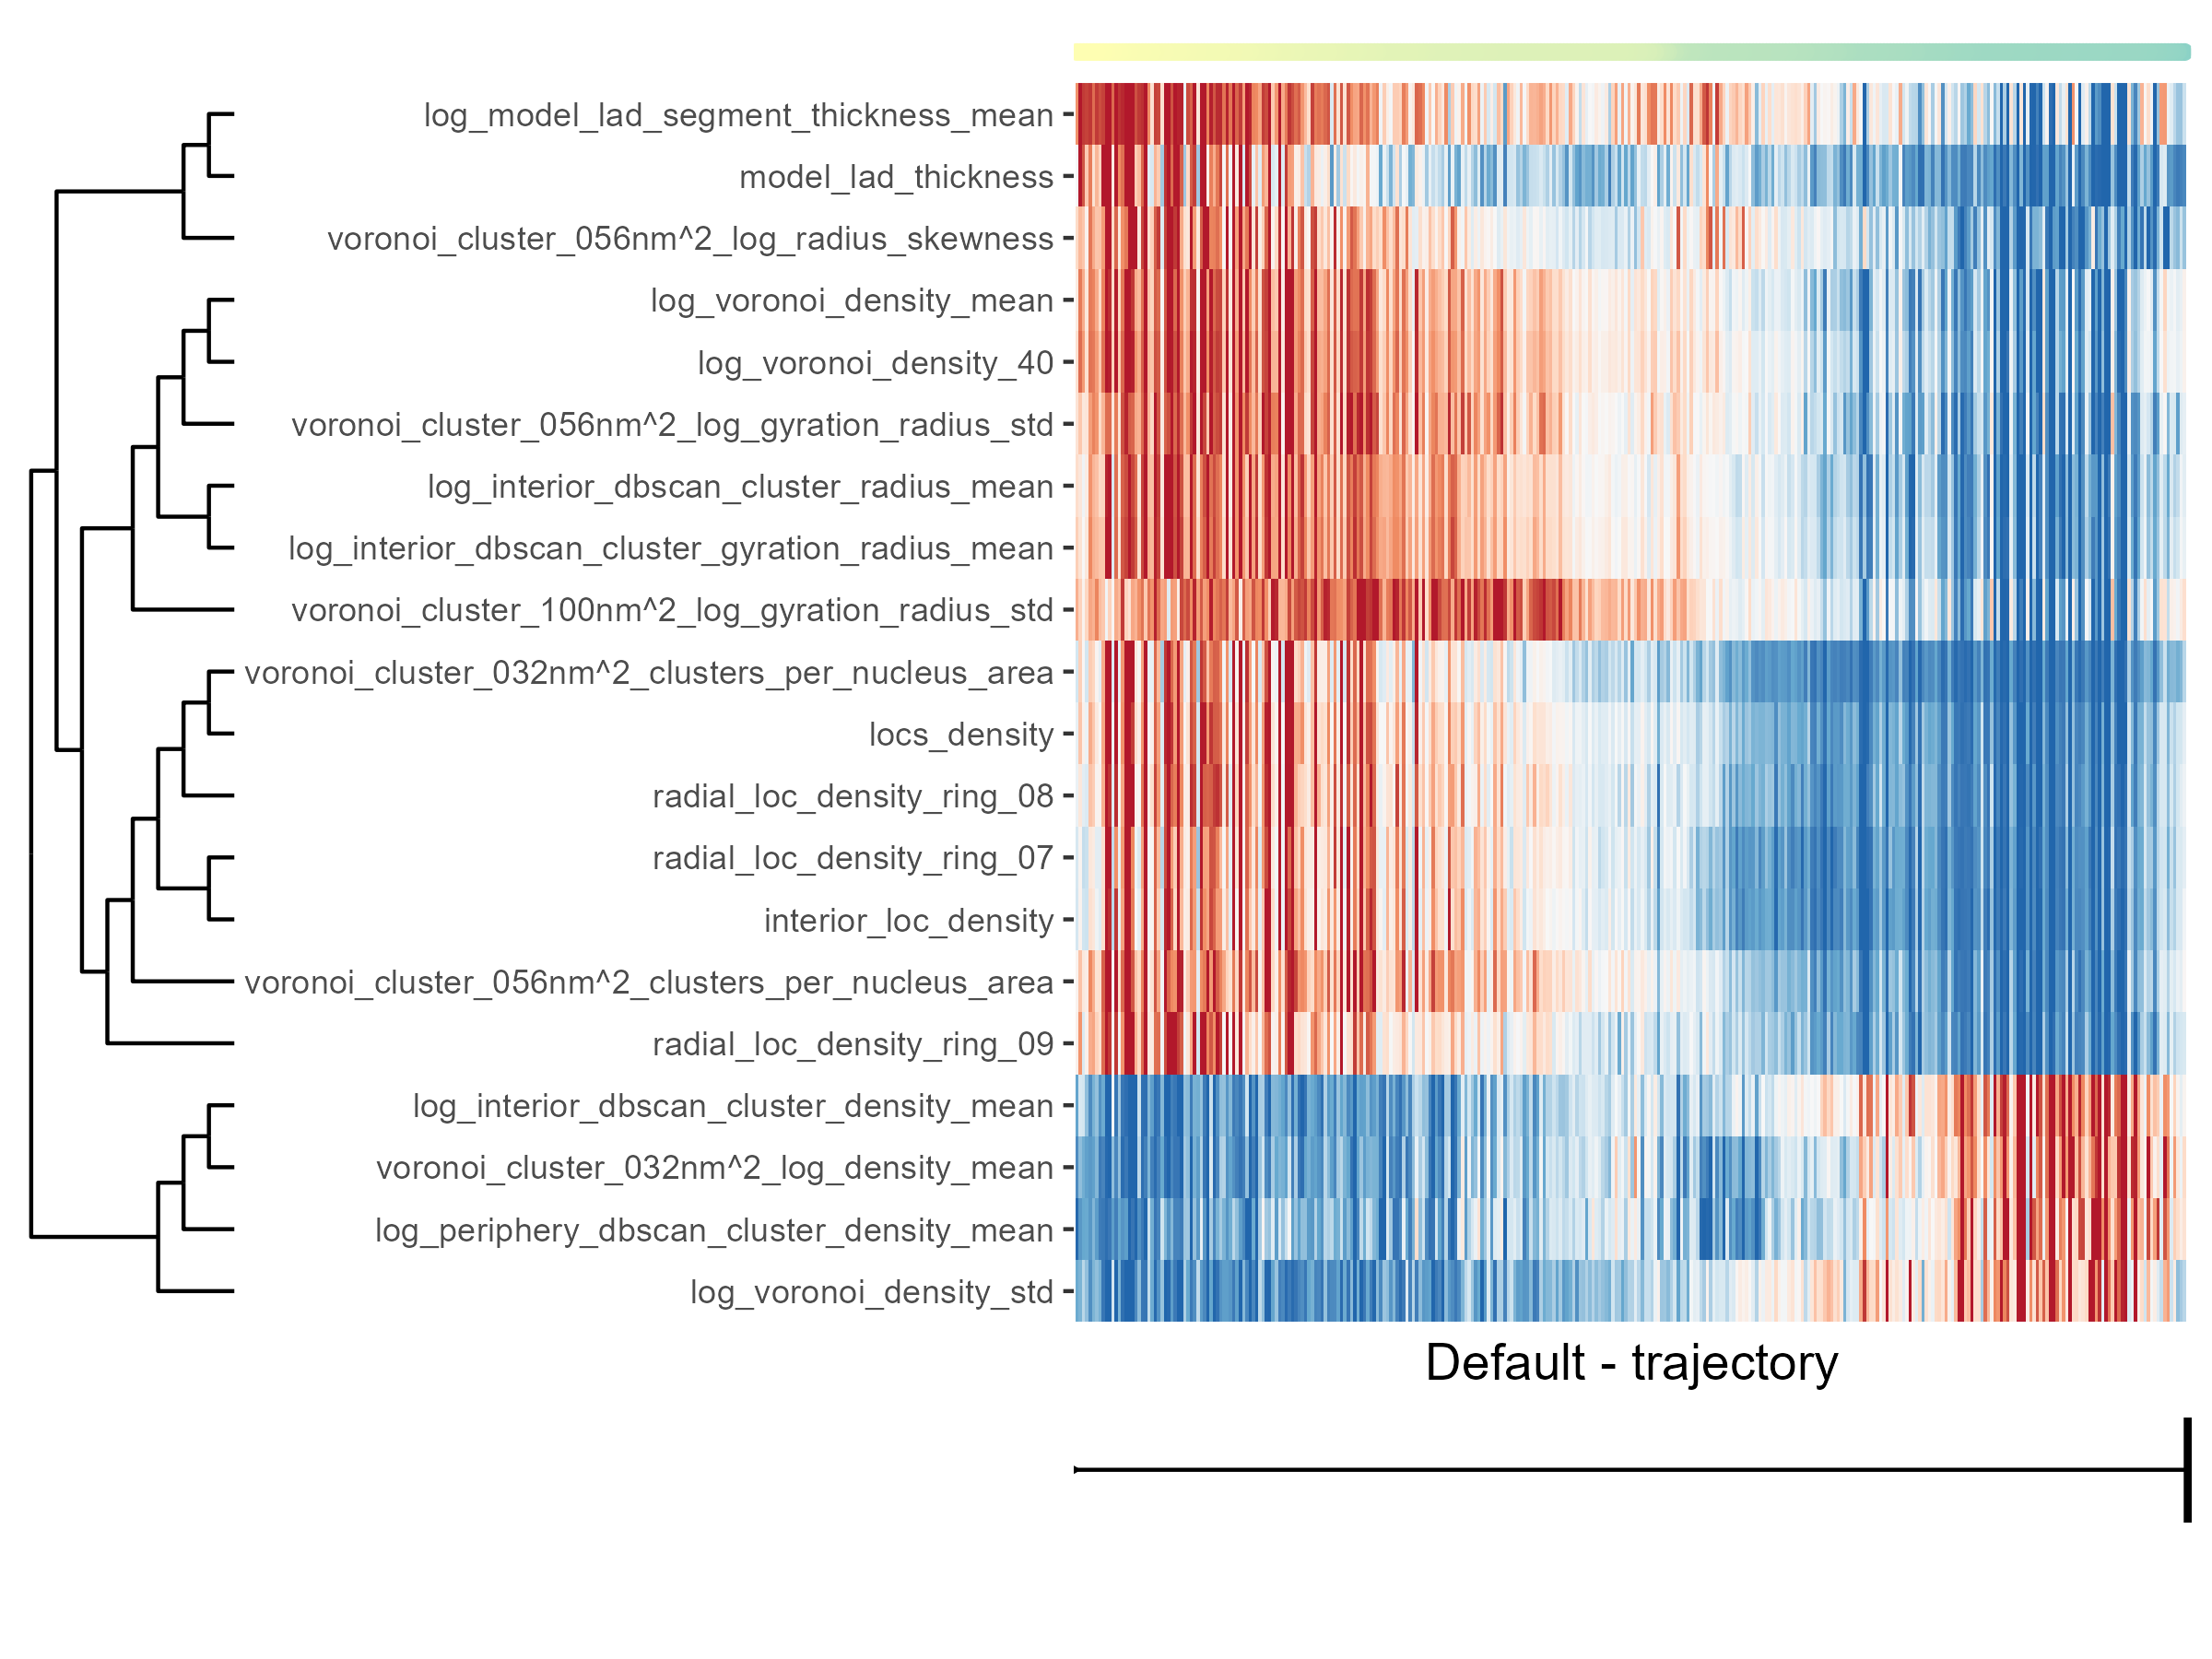 log_model_lad_segment_thickness_mean
model_lad_thickness
voronoi_cluster_056nm^2_log_radius_skewness
log_voronoi_density_mean
log_voronoi_density_40
voronoi_cluster_056nm^2_log_gyration_radius_std
log_interior_dbscan_cluster_radius_mean
log_interior_dbscan_cluster_gyration_radius_mean
voronoi_cluster_100nm^2_log_gyration_radius_std
voronoi_cluster_032nm^2_clusters_per_nucleus_area
locs_density
radial_loc_density_ring_08
radial_loc_density_ring_07
interior_loc_density
voronoi_cluster_056nm^2_clusters_per_nucleus_area
radial_loc_density_ring_09
log_interior_dbscan_cluster_density_mean
voronoi_cluster_032nm^2_log_density_mean
log_periphery_dbscan_cluster_density_mean
log_voronoi_density_std
Default - trajectory